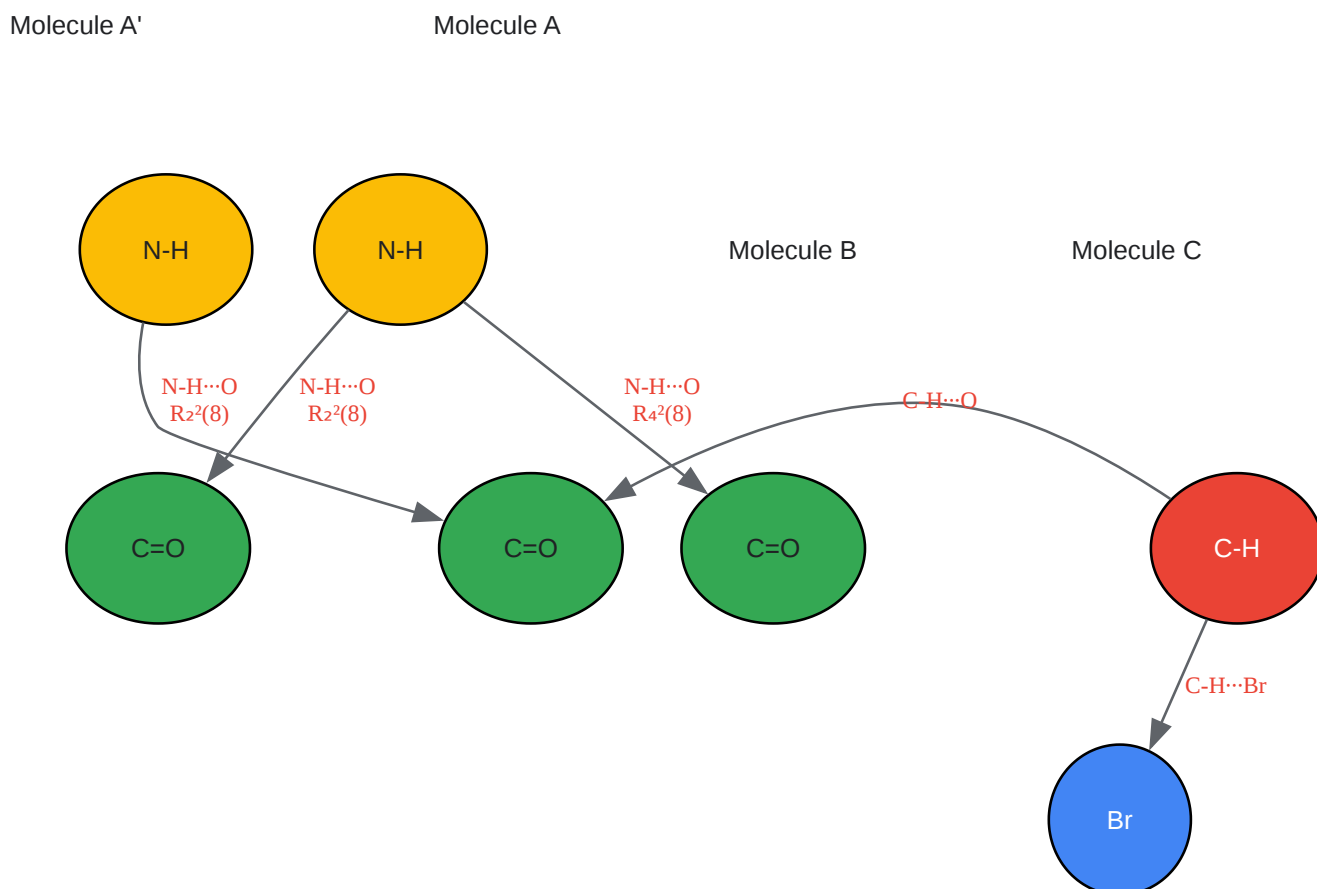 Molecule A'
Molecule A
N-H
N-H
Molecule B
Molecule C
N-H···O
R₂²(8)
N-H···O
R₂²(8)
N-H···O
R₄²(8)
C-H···O
C=O
C=O
C=O
C-H
C-H···Br
Br